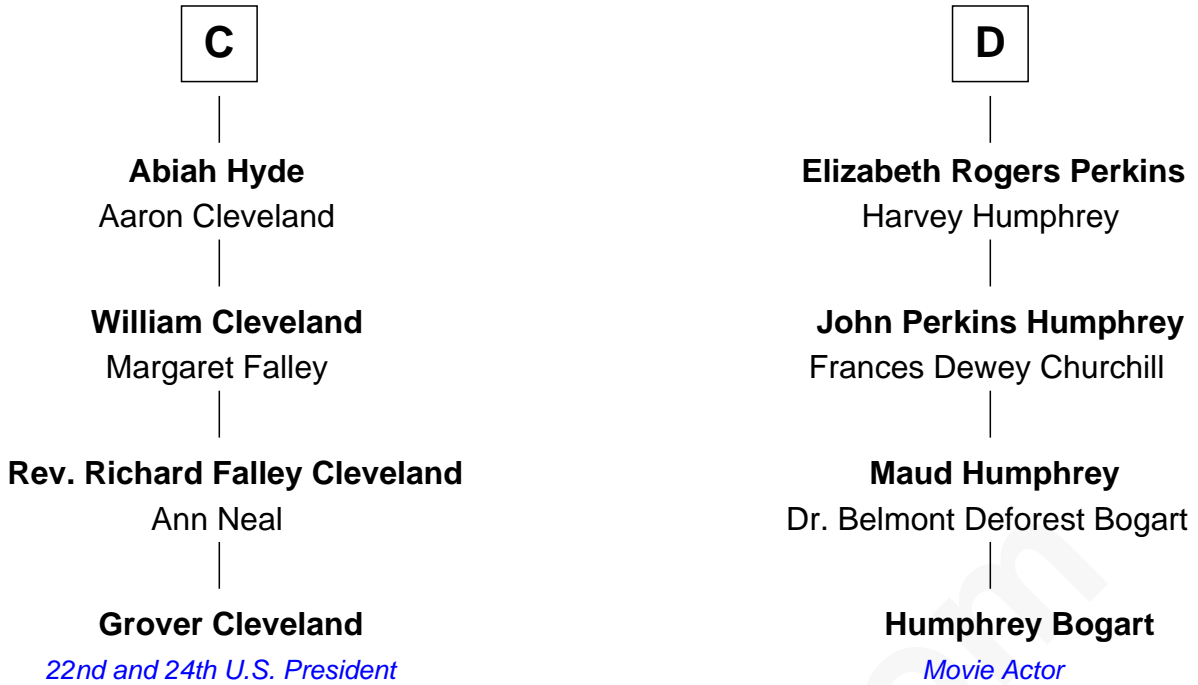 C
Abiah Hyde
Aaron Cleveland
William Cleveland
Margaret Falley
Rev. Richard Falley Cleveland
Ann Neal
Grover Cleveland
22nd and 24th U.S. President
D
Elizabeth Rogers Perkins
Harvey Humphrey
John Perkins Humphrey
Frances Dewey Churchill
Maud Humphrey
Dr. Belmont Deforest Bogart
Humphrey Bogart
Movie Actor